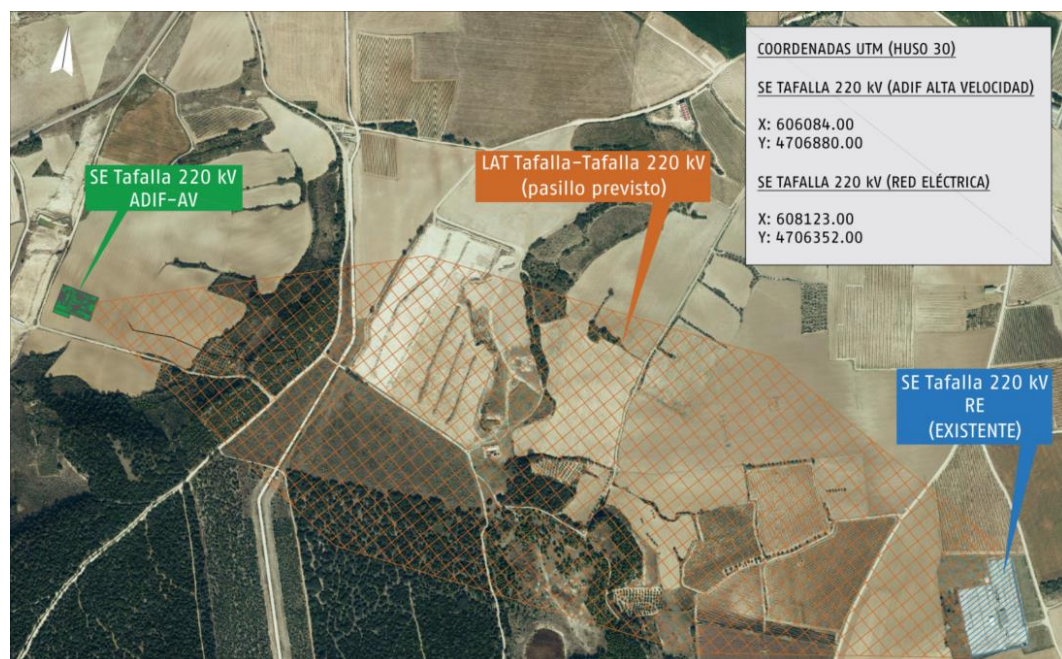 COORDENADAS UTM (HUSO 30)
SE TAFALLA 220 kV (ADIF ALTA VELOCIDAD)
X: 606084.00
Y: 4706880.00
SE TAFALLA 220 kV (RED ELÉCTRICA)
X: 608123.00
Y: 4706352.00
SE Tafalla 220 kV
ADIF-AV
LAT Tafalla-Tafalla 220 kV
(pasillo previsto)
SE Tafalla 220 kV
RE
(EXISTENTE)